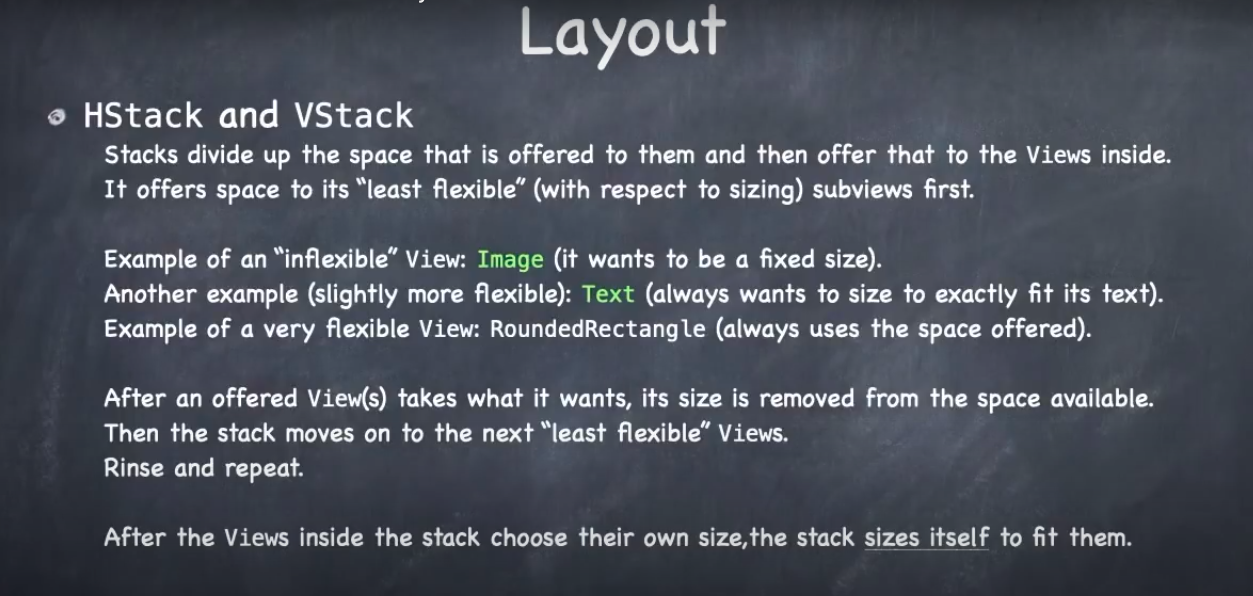 Layout
HStack and VStack
Stacks divide up the space that is offered to them and then offer that to the Views inside.
It offers space to its “least flexible” (with respect to sizing) subviews first.
Example of an “inflexible” View: Image (it wants to be a fixed size).
Another example (slightly more flexible): Text (always wants to size to exactly fit its text).
Example of a very flexible View: RoundedRectangle (always uses the space offered).
After an offered View(s) takes what it wants, its size is removed from the space available.
Then the stack moves on to the next “least flexible” Views.
Rinse and repeat.
After the Views inside the stack choose their own size,the stack sizes itself to fit them.